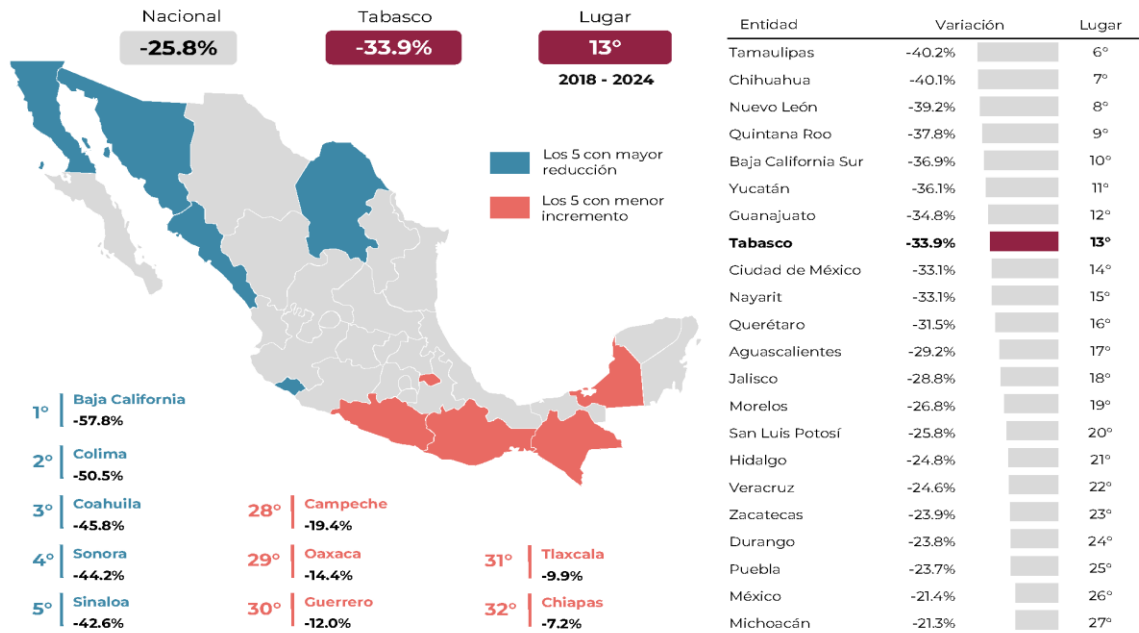 Nacional
-25.8%
Tabasco
-33.9%
Lugar
13°
2018 - 2024
Los 5 con mayor
reducción
Los 5 con menor
incremento
1°
Baja California
-57.8%
2°
Colima
-50.5%
3°
Coahuila
-45.8%
4°
Sonora
-44.2%
5°
Sinaloa
-42.6%
28°
Campeche
-19.4%
29°
Oaxaca
-14.4%
30°
Guerrero
-12.0%
31°
Tlaxcala
-9.9%
32°
Chiapas
-7.2%
Entidad Variación Lugar
Tamaulipas -40.2% 6°
Chihuahua -40.1% 7°
Nuevo León -39.2% 8°
Quintana Roo -37.8% 9°
Baja California Sur -36.9% 10°
Yucatán -36.1% 11°
Guanajuato -34.8% 12°
Tabasco -33.9% 13°
Ciudad de México -33.1% 14°
Nayarit -33.1% 15°
Querétaro -31.5% 16°
Aguascalientes -29.2% 17°
Jalisco -28.8% 18°
Morelos -26.8% 19°
San Luis Potosí -25.8% 20°
Hidalgo -24.8% 21°
Veracruz -24.6% 22°
Zacatecas -23.9% 23°
Durango -23.8% 24°
Puebla -23.7% 25°
México -21.4% 26°
Michoacán -21.3% 27°